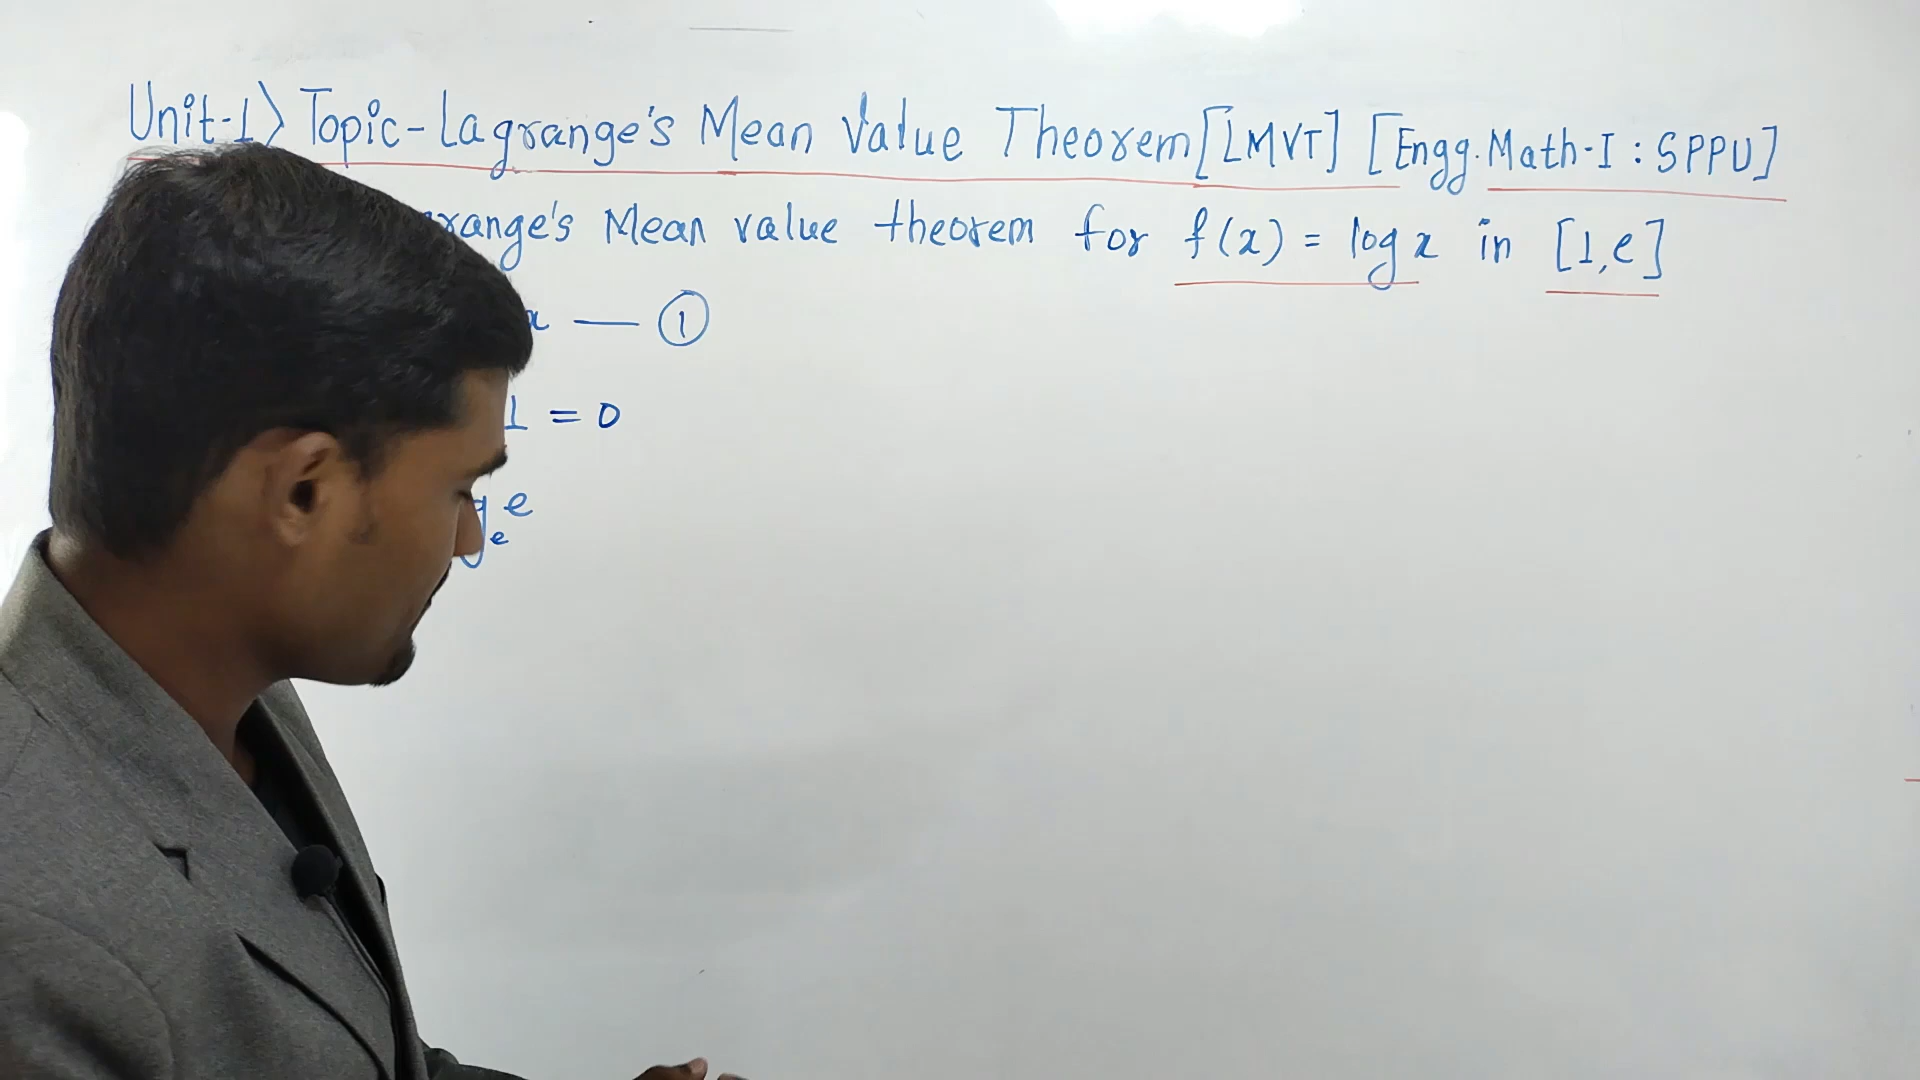 Unit-1> Topic-Lagrange's Mean Value Theorem [LMVT] [Engg. Math-I : SPPU]
Mean value theorem for f(x) = log x in [1,e]
x — ①
1 = 0
e
e